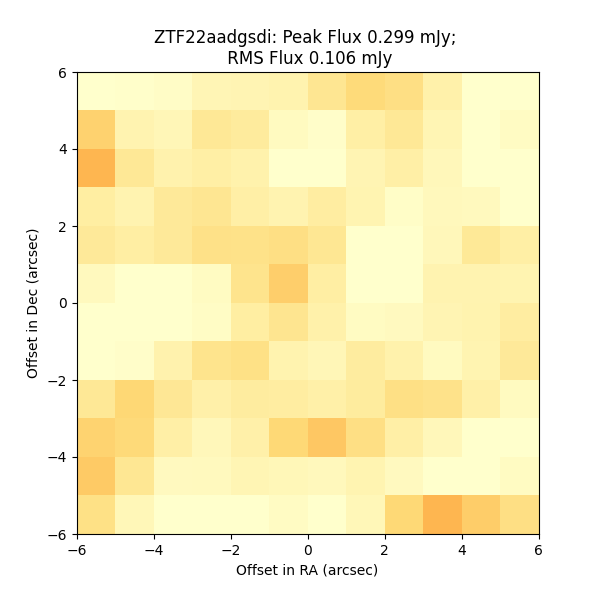 ZTF22aadgsdi: Peak Flux 0.299 mJy;
RMS Flux 0.106 mJy
6
4
2
0
−2
−4
−6
Offset in Dec (arcsec)
−6 −4 −2 0 2 4 6
Offset in RA (arcsec)